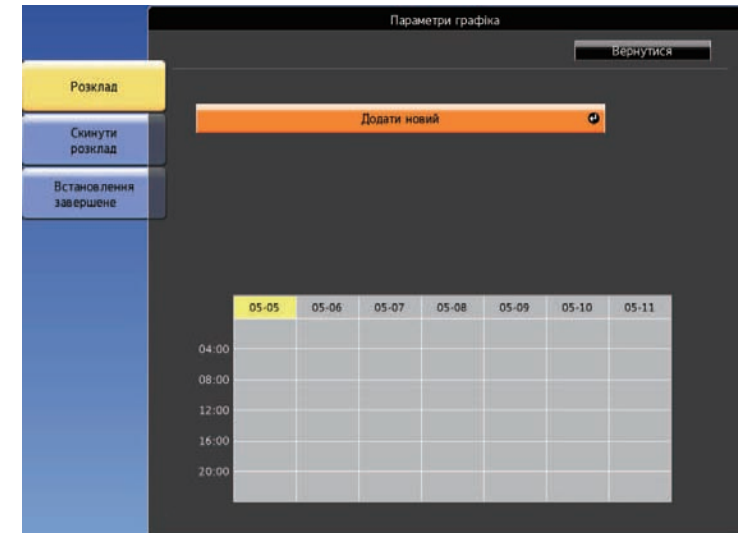 Параметри графіка
Вернутися
Розклад
Додати новий
Скинути
розклад
Встановлення
завершене
05-05 05-06 05-07 05-08 05-09 05-10 05-11
04:00
08:00
12:00
16:00
20:00